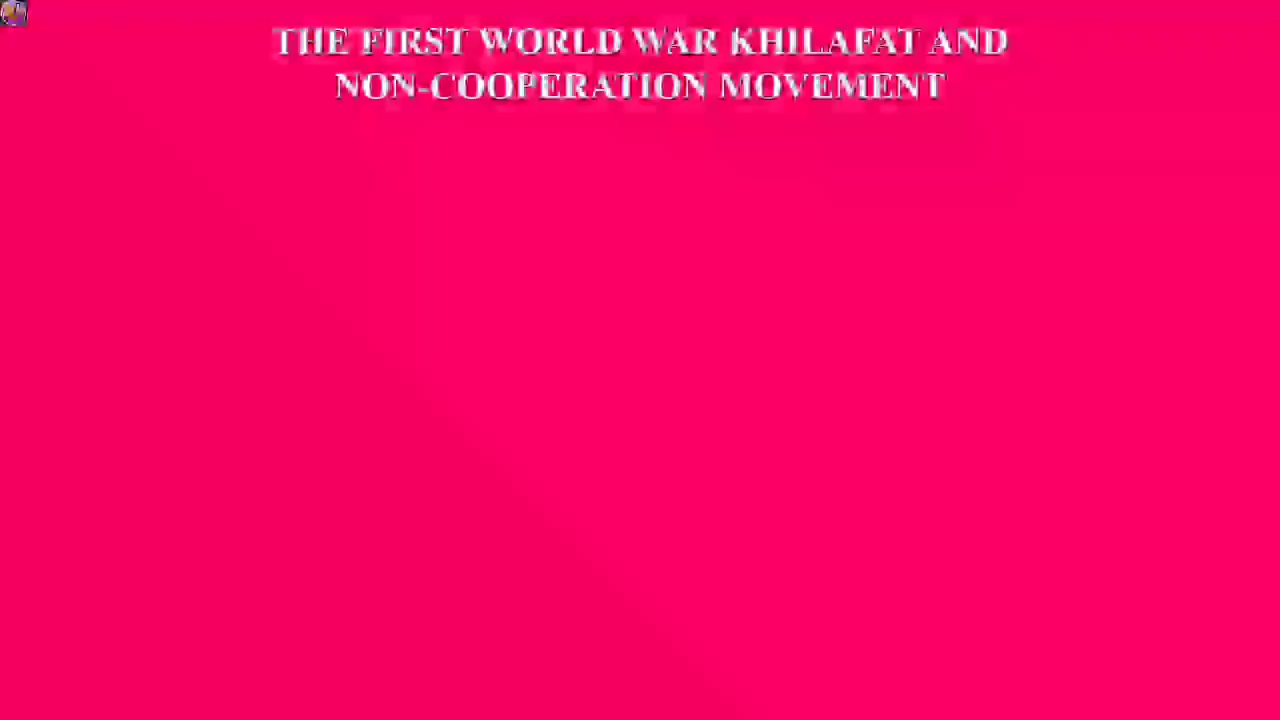 THE FIRST WORLD WAR KHILAFAT AND
NON-COOPERATION MOVEMENT